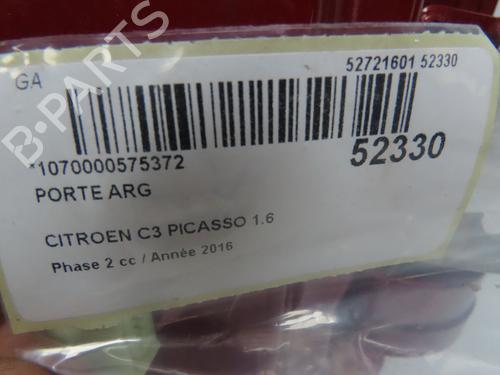 GA
52721601 52330
*1070000575372
52330
PORTE ARG
CITROEN C3 PICASSO 1.6
Phase 2 cc / Année 2016
B-PARTS